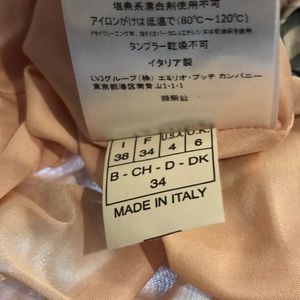 塩素系漂白剤使用不可
アイロンがけは低温で(80℃~120℃)
タンブラー乾燥不可
イタリア製
LVJグループ(株) エミリオ・プッチ カンパニー
東京都港区南青山1-1-1
I F U.S.A. U.K.
38 34 4 6
B - CH - D - DK
34
MADE IN ITALY